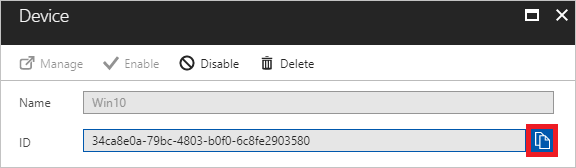 Device
Manage Enable Disable Delete
Name Win10
ID 34ca8e0a-79bc-4803-b0f0-6c8fe2903580